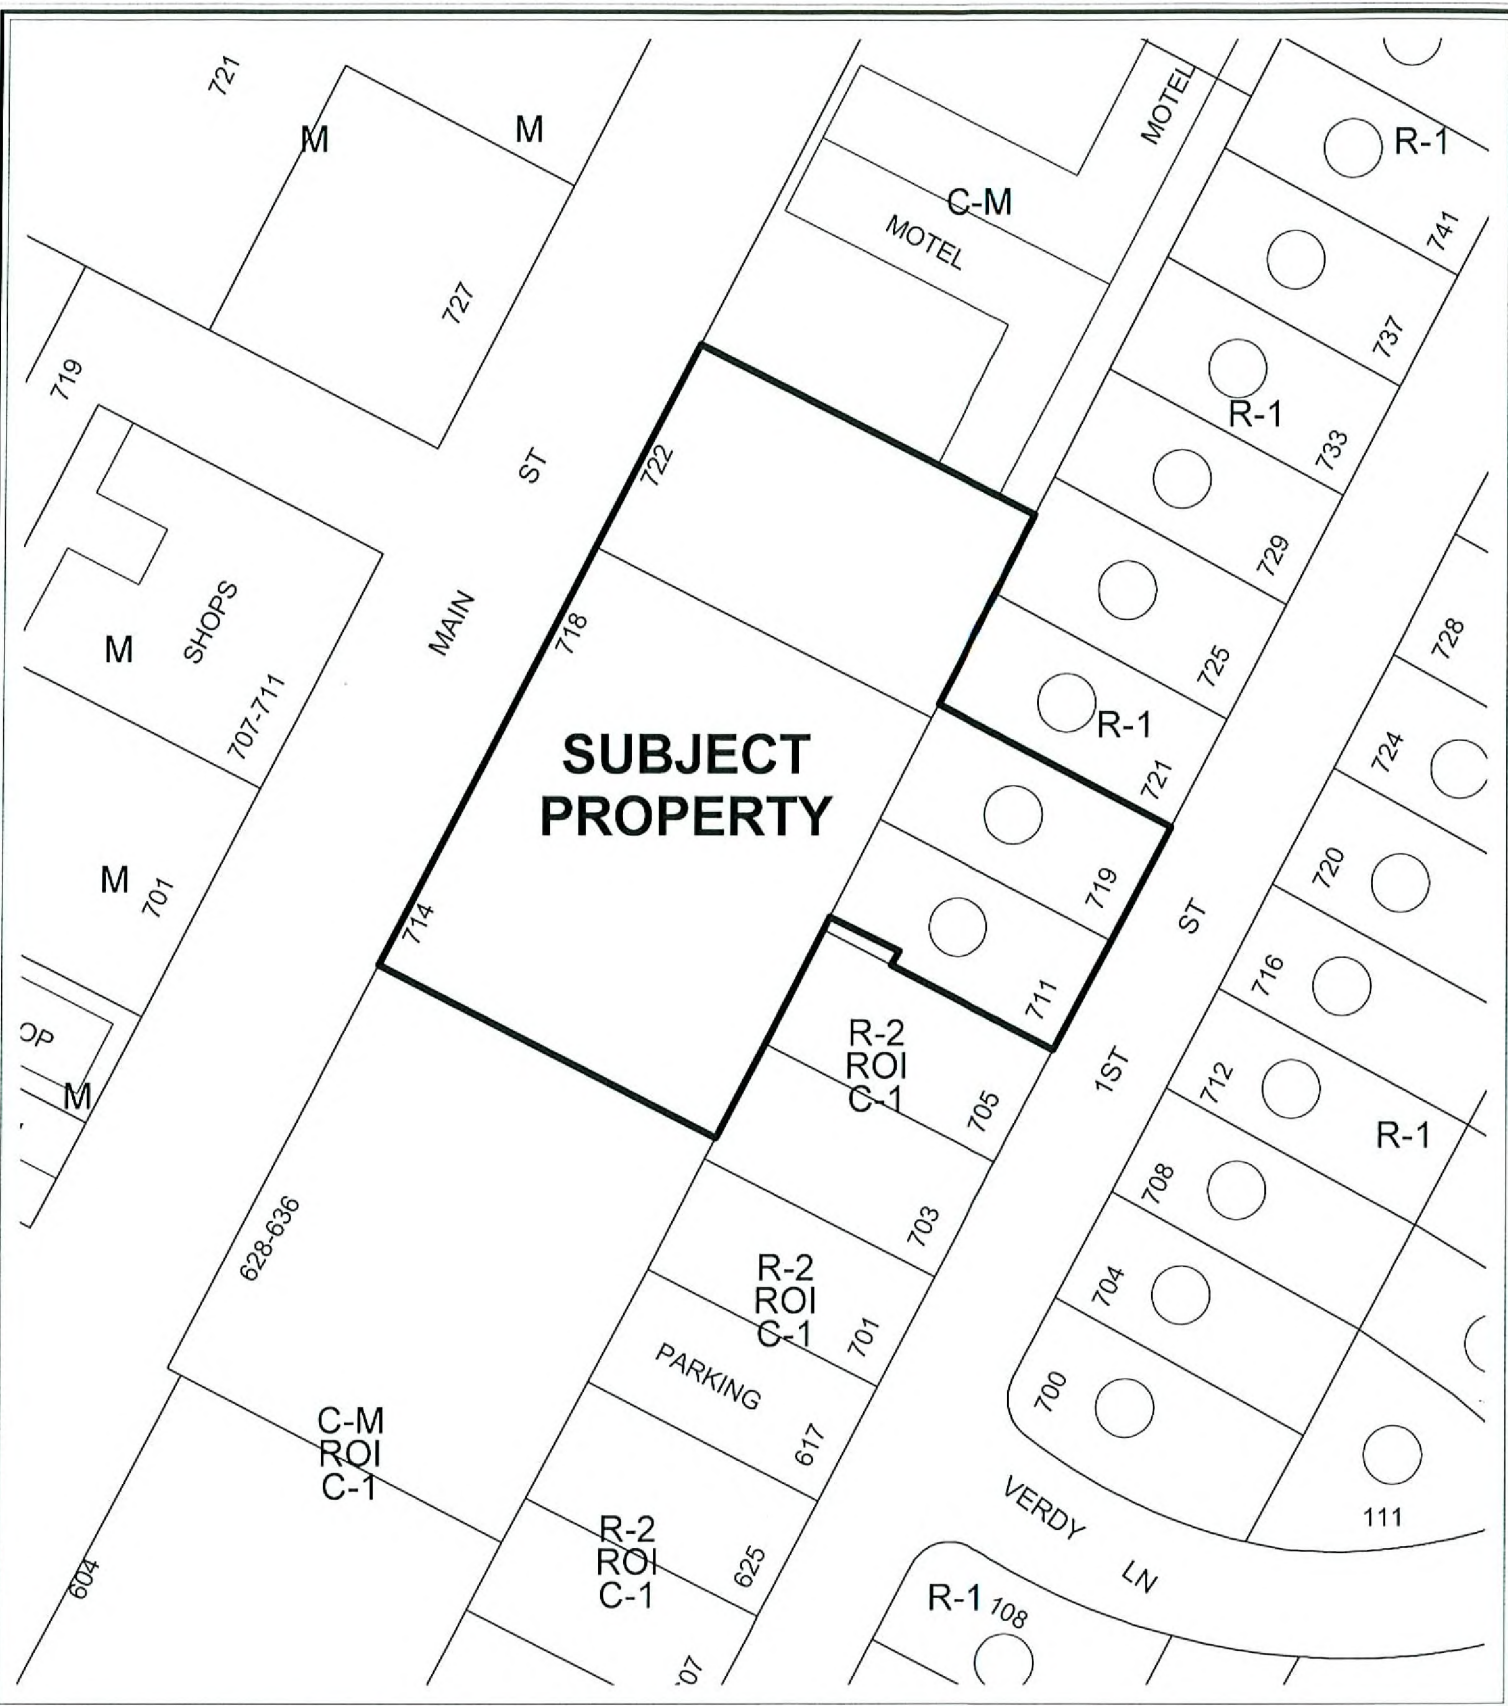 721
M
M
727
719
MOTEL
C-M
MOTEL
R-1
741
737
R-1
733
729
725
R-1
721
728
724
720
716
712
R-1
708
704
700
111
ST
MAIN
722
718
714
SHOPS
M
707-711
M
701
OP
M
SUBJECT
PROPERTY
719
711
ST
1ST
R-2
ROI
C-1
705
703
R-2
ROI
C-1
701
PARKING
617
R-2
ROI
C-1
625
07
628-636
C-M
ROI
C-1
604
VERDY
LN
R-1
108